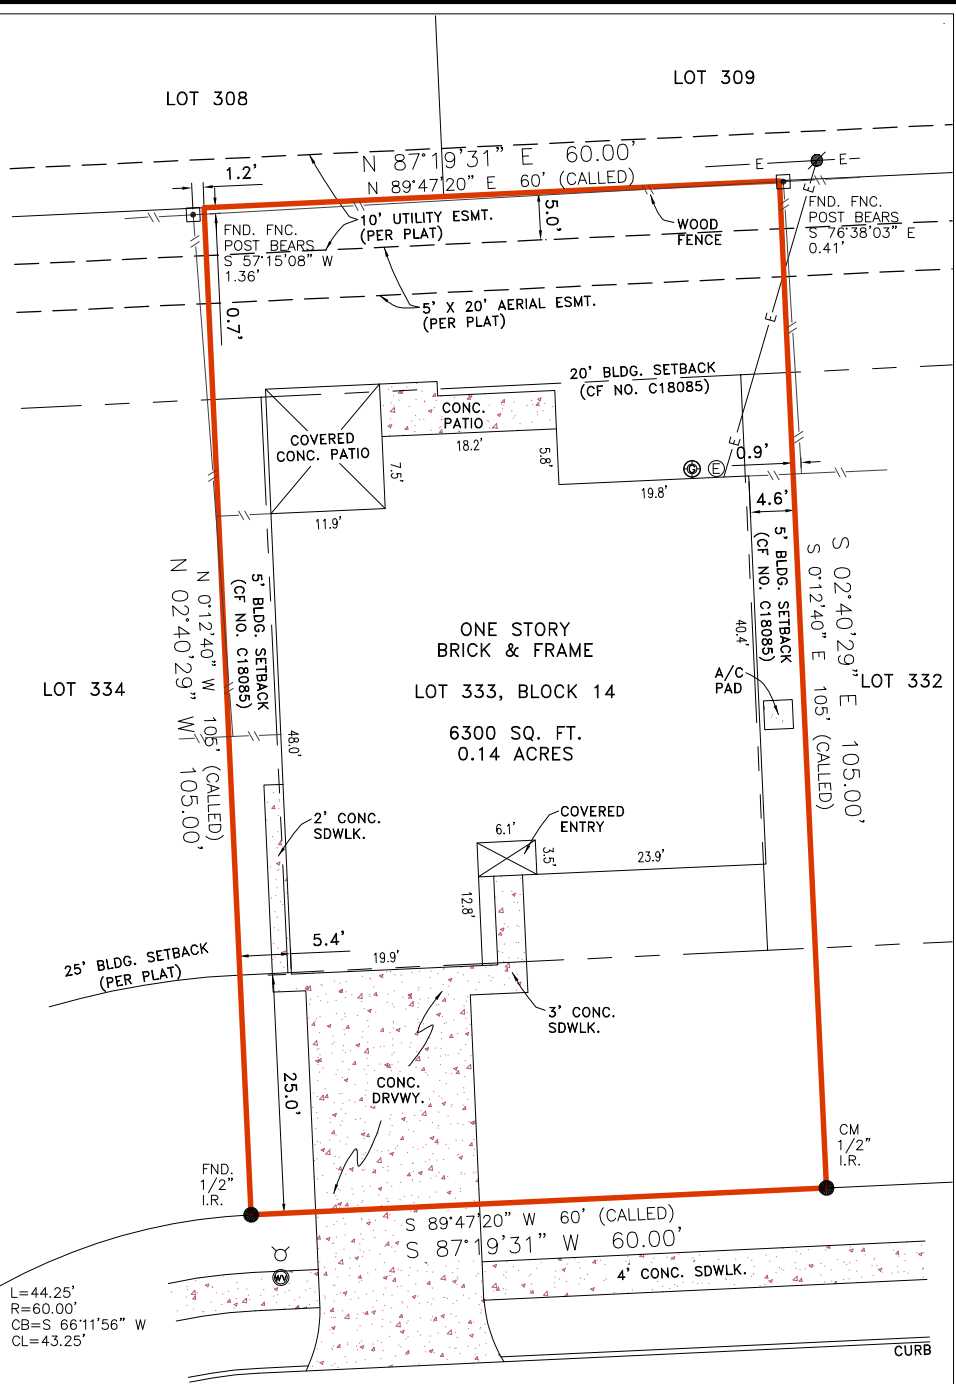 LOT 308
LOT 309
N 87°19'31" E 60.00'
N 89°47'20" E 60' (CALLED)
1.2'
E
E
E
FND. FNC.
POST BEARS
S 57°15'08" W
1.36'
10' UTILITY ESMT.
(PER PLAT)
5.0'
WOOD
FENCE
FND. FNC.
POST BEARS
S 76°38'03" E
0.41'
0.7'
5' X 20' AERIAL ESMT.
(PER PLAT)
E
20' BLDG. SETBACK
(CF NO. C18085)
COVERED
CONC. PATIO
CONC.
PATIO
18.2'
7.5'
5.8'
E
0.9'
G
E
19.8'
4.6'
11.9'
5' BLDG. SETBACK
(CF NO. C18085)
5' BLDG. SETBACK
(CF NO. C18085)
N 0°12'40" W 105' (CALLED)
N 02°40'29" W 105.00'
S 02°40'29" E 105.00'
S 0°12'40" E 105' (CALLED)
ONE STORY
BRICK & FRAME
40.4'
LOT 334
LOT 333, BLOCK 14
A/C
PAD
LOT 332
6300 SQ. FT.
0.14 ACRES
48.0'
2' CONC.
SDWLK.
COVERED
ENTRY
6.1'
3.5'
23.9'
12.8'
5.4'
19.9'
25' BLDG. SETBACK
(PER PLAT)
3' CONC.
SDWLK.
25.0'
CONC.
DRVWY.
CM
1/2"
I.R.
FND.
1/2"
I.R.
S 89°47'20" W 60' (CALLED)
S 87°19'31" W 60.00'
WV
4' CONC. SDWLK.
L=44.25'
R=60.00'
CB=S 66°11'56" W
CL=43.25'
CURB